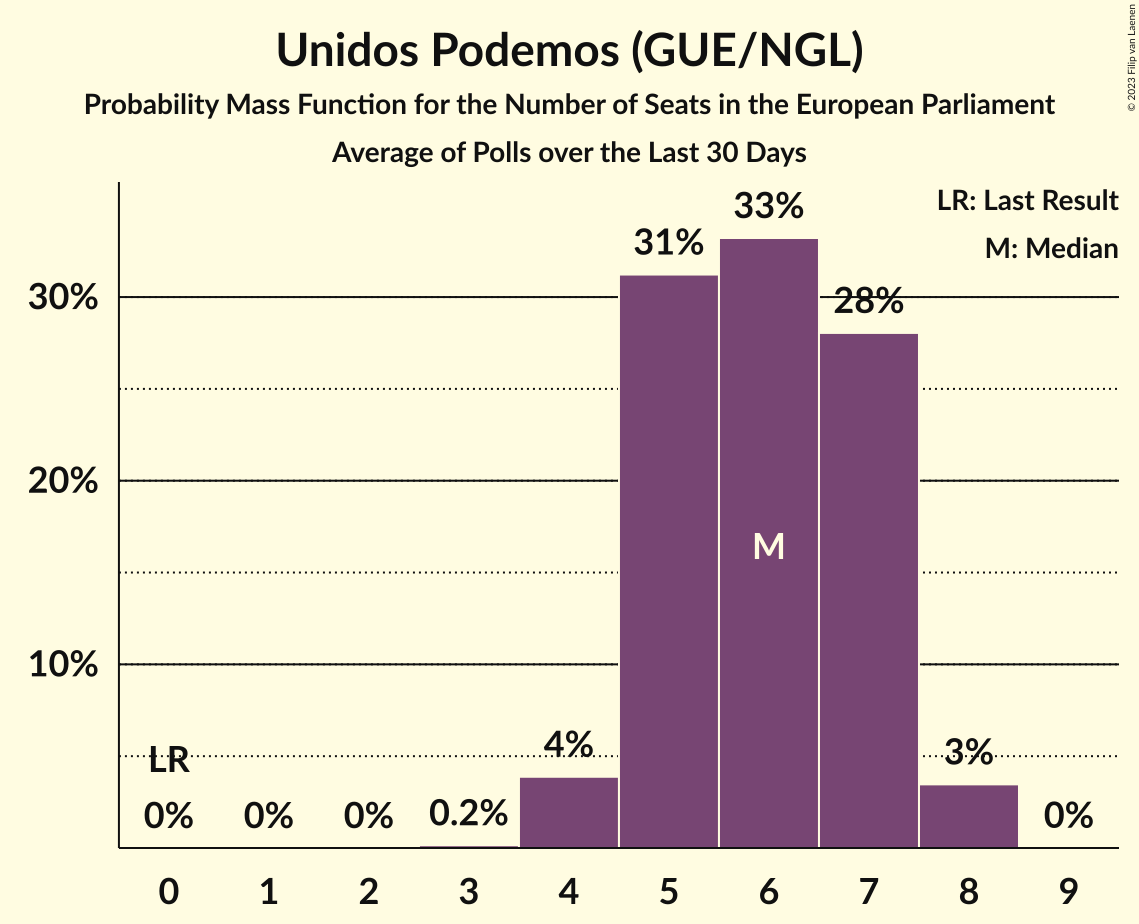 Unidos Podemos (GUE/NGL)
Probability Mass Function for the Number of Seats in the European Parliament
Average of Polls over the Last 30 Days
© 2023 Filip van Laenen
LR: Last Result
M: Median
30%
20%
10%
LR
0%
0%
0%
0.2%
4%
31%
33%
28%
3%
0%
M
0 1 2 3 4 5 6 7 8 9